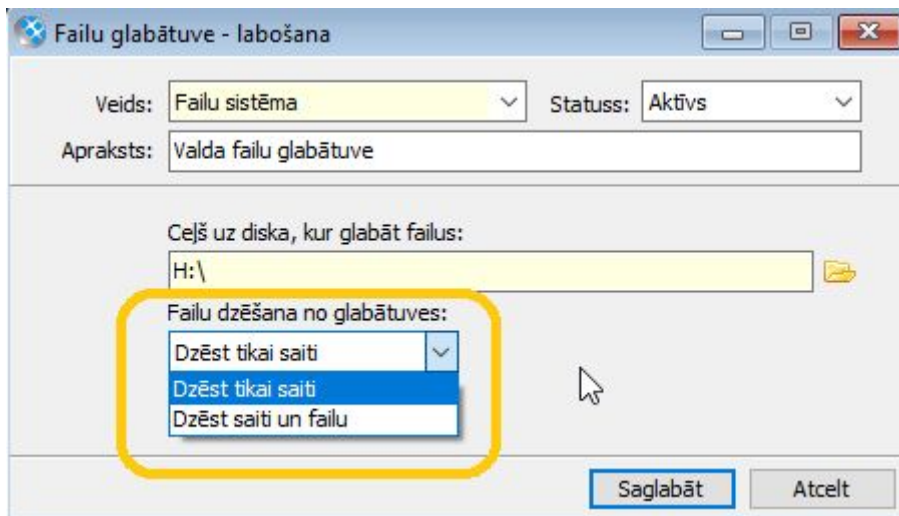 Failu glabātuve - labošana
Veids: Failu sistēma Statuss: Aktīvs
Apraksts: Valda failu glabātuve
Ceļš uz diska, kur glabāt failus:
H:\
Failu dzēšana no glabātuves:
Dzēst tikai saiti
Dzēst tikai saiti
Dzēst saiti un failu
Saglabāt Atcelt